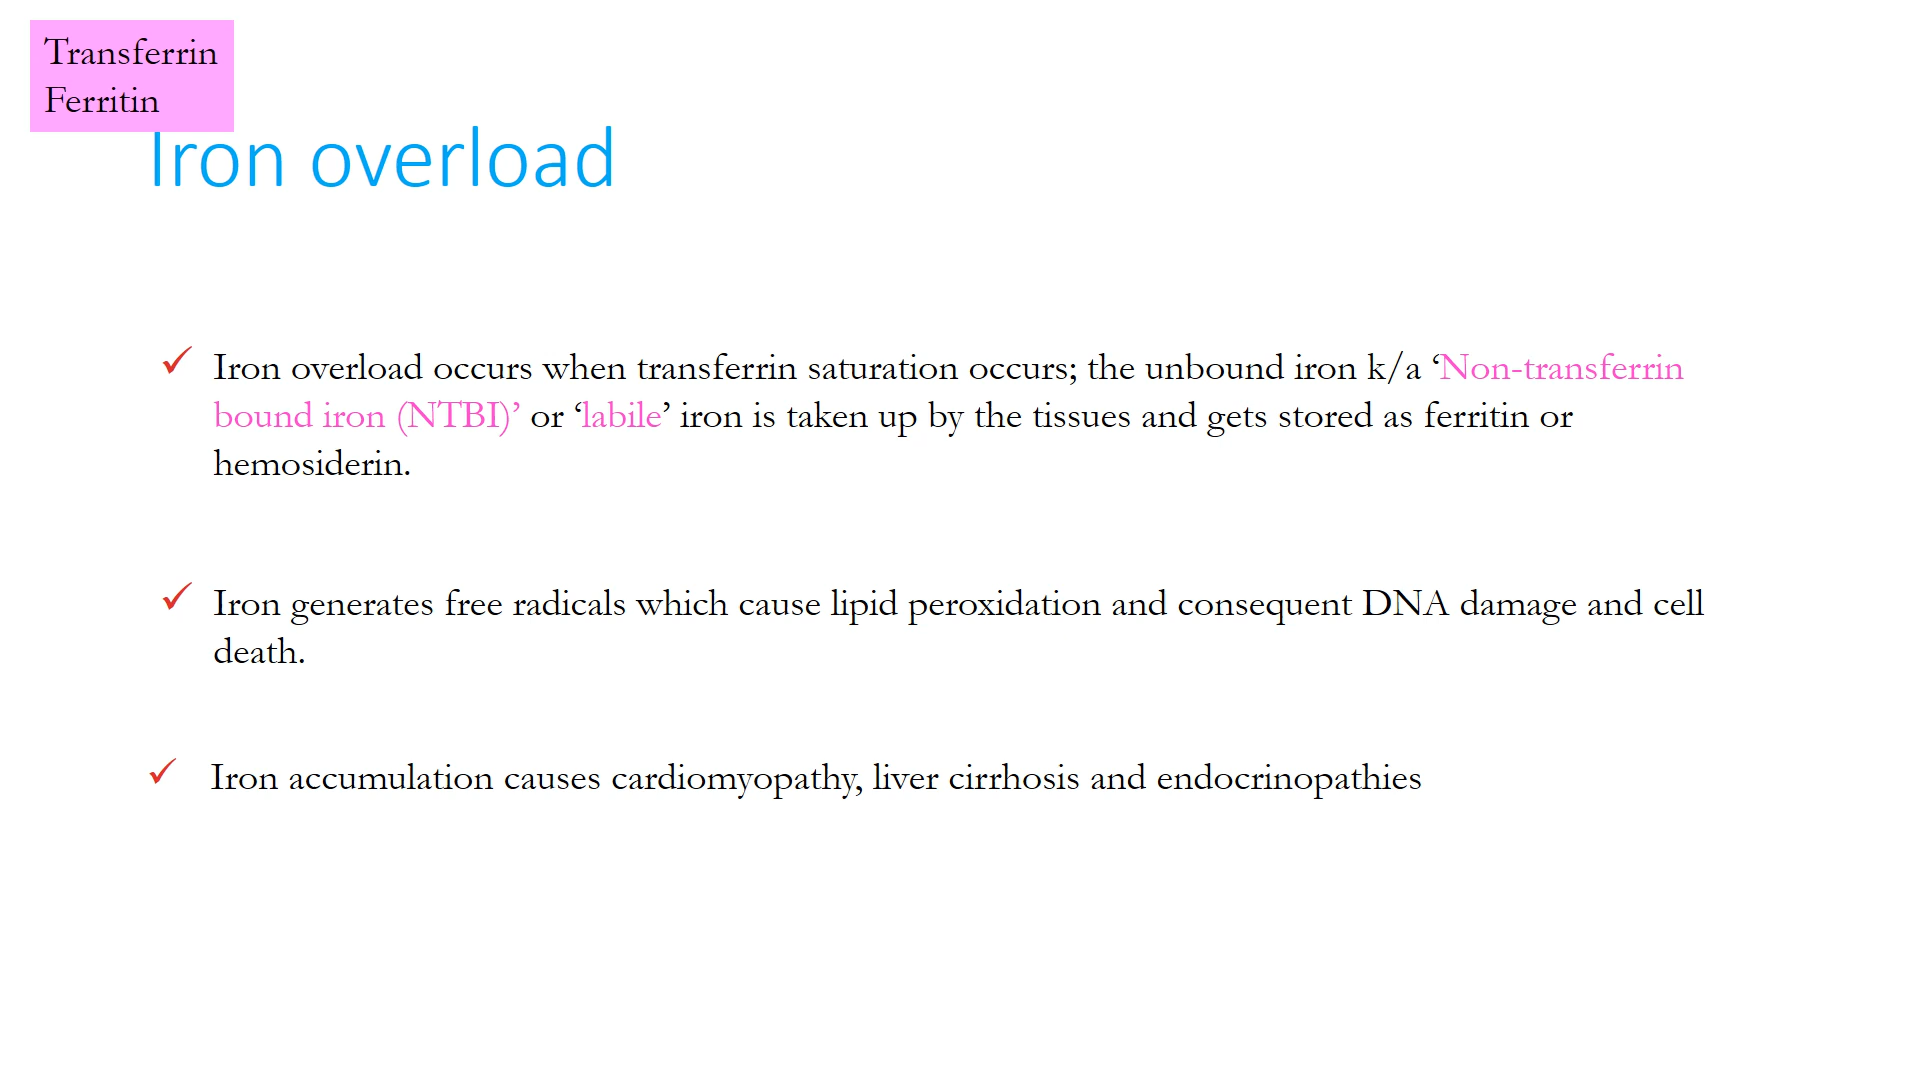 Transferrin
Ferritin
Iron overload
Iron overload occurs when transferrin saturation occurs; the unbound iron k/a ‘Non-transferrin
bound iron (NTBI)’ or ‘labile’ iron is taken up by the tissues and gets stored as ferritin or
hemosiderin.
Iron generates free radicals which cause lipid peroxidation and consequent DNA damage and cell
death.
Iron accumulation causes cardiomyopathy, liver cirrhosis and endocrinopathies